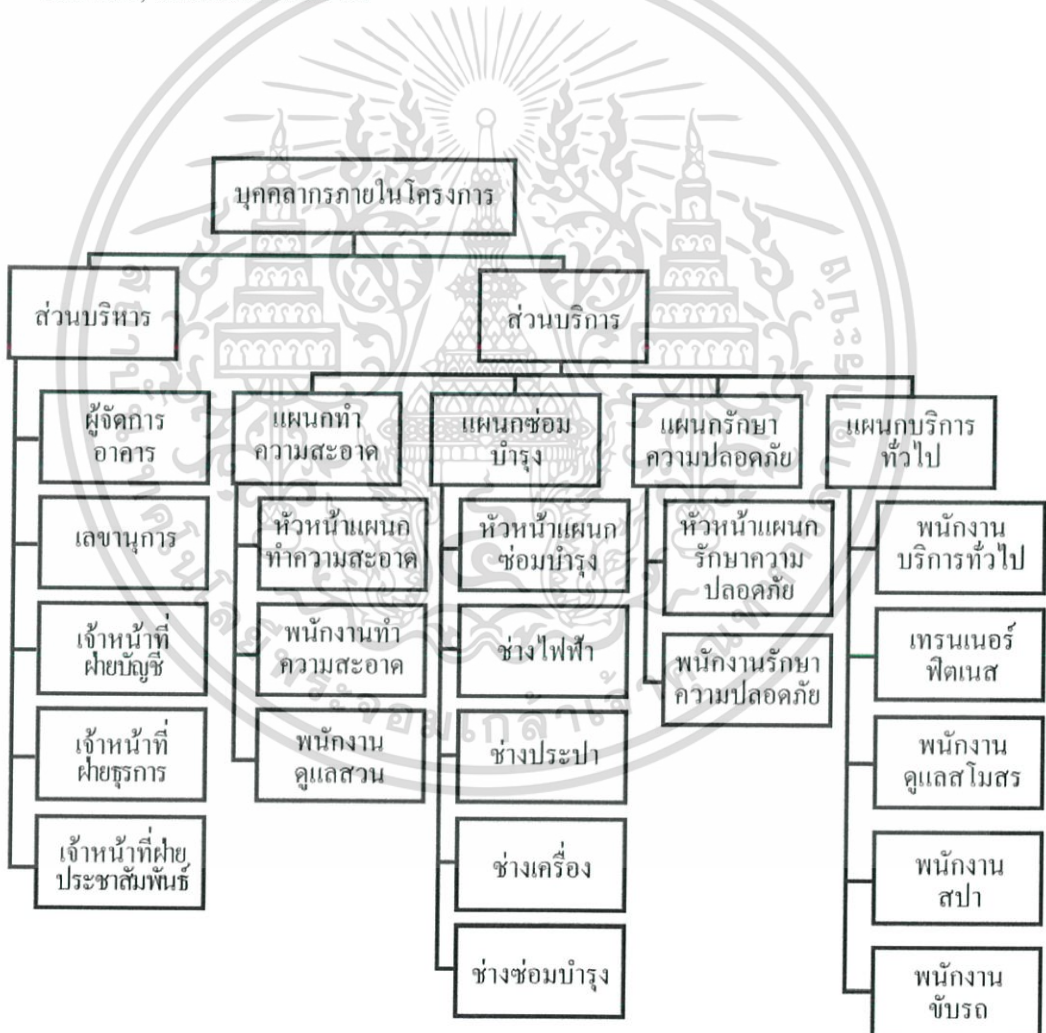 บุคคลากรภายในโครงการ
ส่วนบริหาร
ส่วนบริการ
ผู้จัดการ
อาคาร
เลขานุการ
เจ้าหน้าที่
ฝ่ายบัญชี
เจ้าหน้าที่
ฝ่ายธุรการ
เจ้าหน้าที่ฝ่าย
ประชาสัมพันธ์
แผนกทำ
ความสะอาด
หัวหน้าแผนก
ทำความสะอาด
พนักงานทำ
ความสะอาด
พนักงาน
ดูแลสวน
แผนกซ่อม
บำรุง
หัวหน้าแผนก
ซ่อมบำรุง
ช่างไฟฟ้า
ช่างประปา
ช่างเครื่อง
ช่างซ่อมบำรุง
แผนกรักษา
ความปลอดภัย
หัวหน้าแผนก
รักษาความ
ปลอดภัย
พนักงานรักษา
ความปลอดภัย
แผนกบริการ
ทั่วไป
พนักงาน
บริการทั่วไป
เทรนเนอร์
ฟิตเนส
พนักงาน
ดูแลสโมสร
พนักงาน
สปา
พนักงาน
ขับรถ